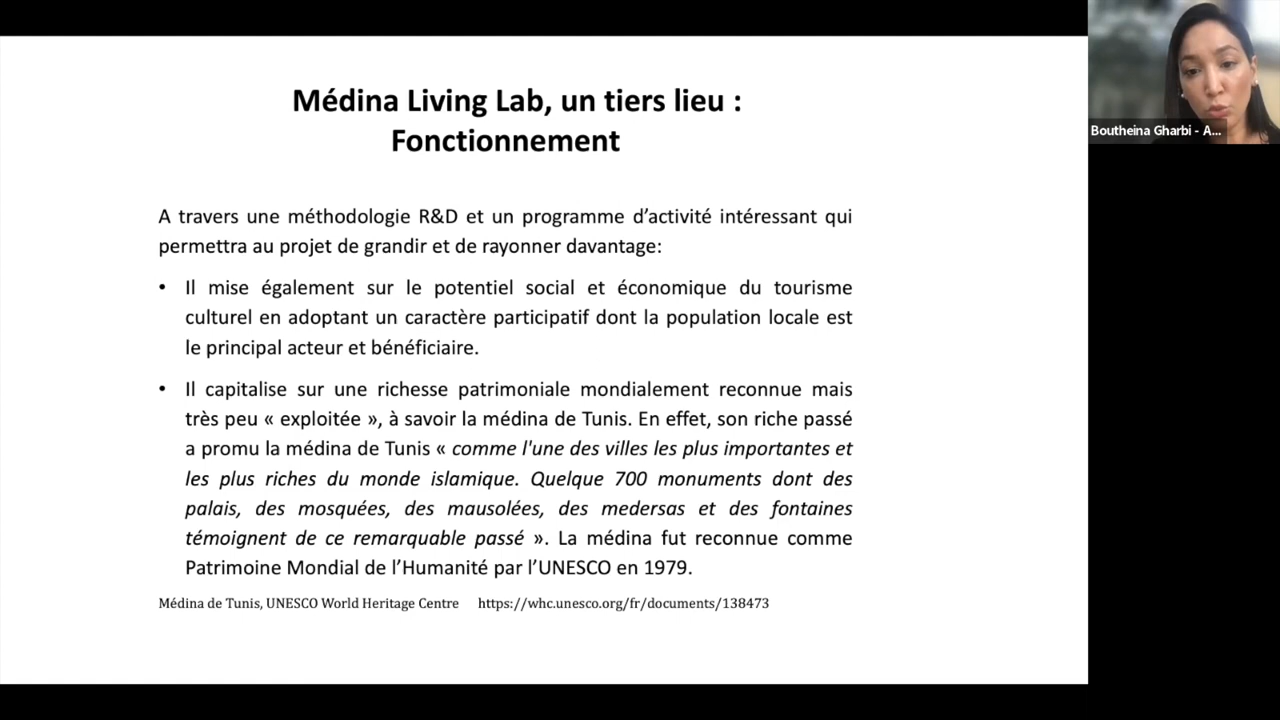 Médina Living Lab, un tiers lieu :
Fonctionnement
A travers une méthodologie R&D et un programme d’activité intéressant qui
permettra au projet de grandir et de rayonner davantage:
• Il mise également sur le potentiel social et économique du tourisme
culturel en adoptant un caractère participatif dont la population locale est
le principal acteur et bénéficiaire.
• Il capitalise sur une richesse patrimoniale mondialement reconnue mais
très peu « exploitée », à savoir la médina de Tunis. En effet, son riche passé
a promu la médina de Tunis « comme l'une des villes les plus importantes et
les plus riches du monde islamique. Quelque 700 monuments dont des
palais, des mosquées, des mausolées, des medersas et des fontaines
témoignent de ce remarquable passé ». La médina fut reconnue comme
Patrimoine Mondial de l’Humanité par l’UNESCO en 1979.
Médina de Tunis, UNESCO World Heritage Centre https://whc.unesco.org/fr/documents/138473
Boutheina Gharbi - A...